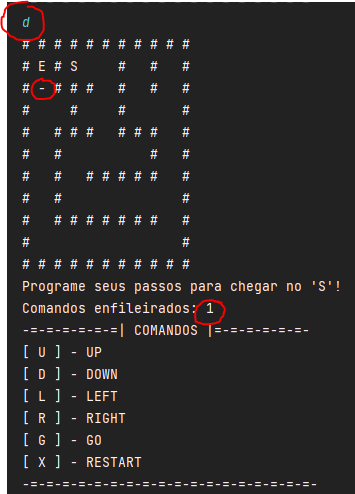 d
# # # # # # # # # # #
# E # S     #   #   #
# - # # #   #   #   #
#     #     #       #
#   # # #   # # #   #
#   #           #   #
#   #   # # # # #   #
#   #               #
#   # # # # # # #   #
#                   #
# # # # # # # # # # #
Programe seus passos para chegar no 'S'!
Comandos enfileirados: 1
-=-=-=-=-=-=| COMANDOS |=-=-=-=-=-=-
[ U ] - UP
[ D ] - DOWN
[ L ] - LEFT
[ R ] - RIGHT
[ G ] - GO
[ X ] - RESTART
-=-=-=-=-=-=-=-=-=-=-=-=-=-=-=-=-=-=-